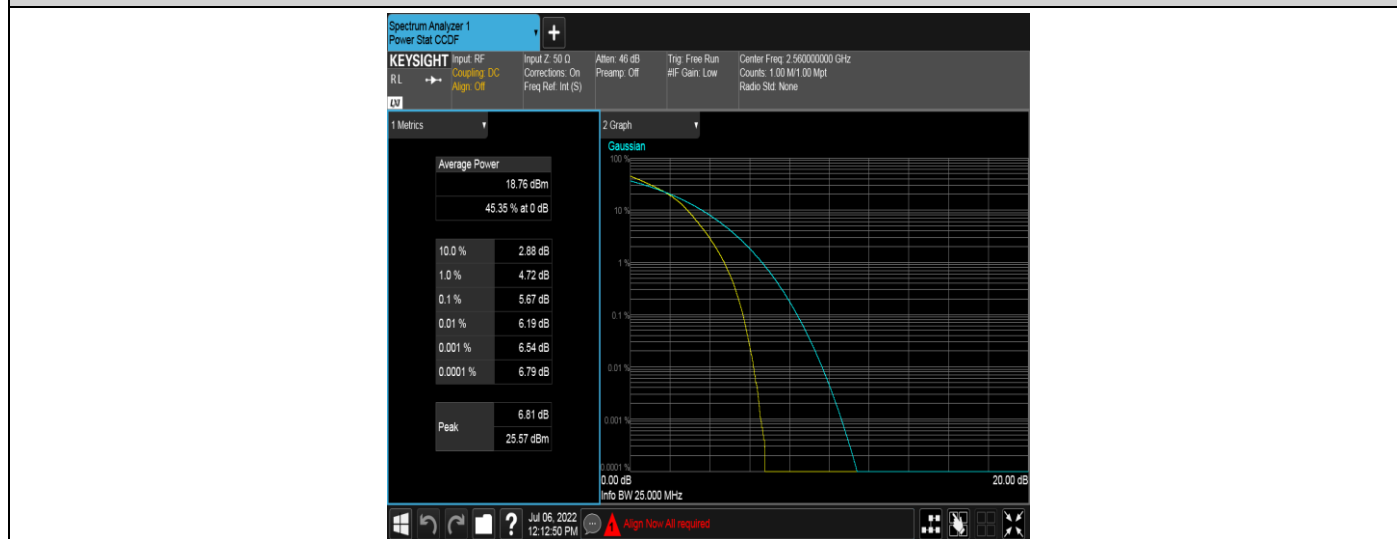 Spectrum Analyzer 1
Power Stat CCDF
+
KEYSIGHT
RL
LXI
Input: RF
Coupling: DC
Align: Off
Input Z: 50 Ω
Corrections: On
Freq Ref: Int (S)
Atten: 46 dB
Preamp: Off
Trig: Free Run
#IF Gain: Low
Center Freq: 2.560000000 GHz
Counts: 1.00 M/1.00 Mpt
Radio Std: None
1 Metrics
Average Power
18.76 dBm
45.35 % at 0 dB
10.0 % 2.88 dB
1.0 % 4.72 dB
0.1 % 5.67 dB
0.01 % 6.19 dB
0.001 % 6.54 dB
0.0001 % 6.79 dB
Peak
6.81 dB
25.57 dBm
2 Graph
Gaussian
100 %
10 %
1 %
0.1 %
0.01 %
0.001 %
0.0001 %
0.00 dB 20.00 dB
Info BW 25.000 MHz
?
Jul 06, 2022
12:12:50 PM
Align Now All required